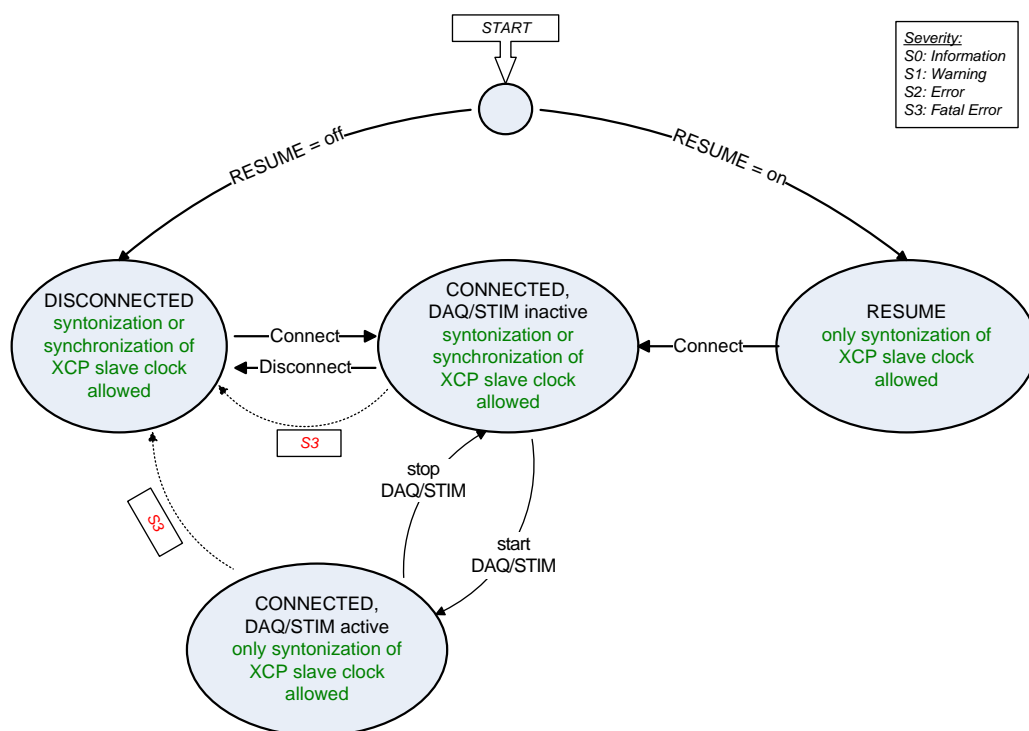 START
Severity:
S0: Information
S1: Warning
S2: Error
S3: Fatal Error
RESUME = off
RESUME = on
DISCONNECTED
syntonization or
synchronization of
XCP slave clock
allowed
Connect
Disconnect
CONNECTED,
DAQ/STIM inactive
syntonization or
synchronization of
XCP slave clock
allowed
Connect
RESUME
only syntonization of
XCP slave clock
allowed
S3
S3
stop
DAQ/STIM
start
DAQ/STIM
CONNECTED,
DAQ/STIM active
only syntonization of
XCP slave clock
allowed